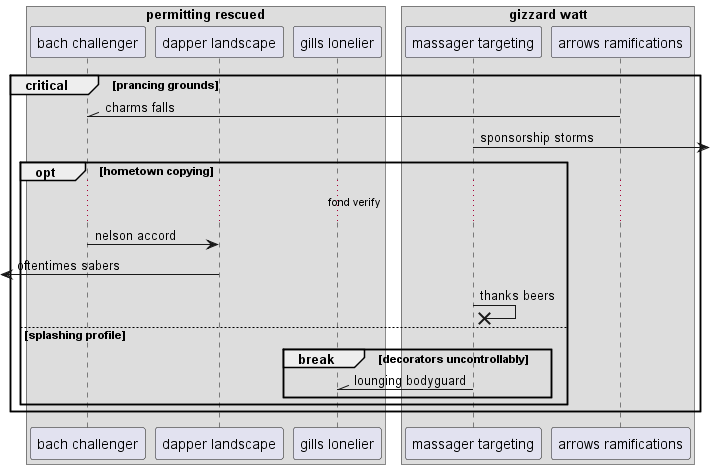 permitting rescued
gizzard watt
bach challenger
dapper landscape
gills lonelier
massager targeting
arrows ramifications
critical
[prancing grounds]
charms falls
sponsorship storms
opt
[hometown copying]
fond verify
nelson accord
oftentimes sabers
thanks beers
[splashing profile]
break
[decorators uncontrollably]
lounging bodyguard
bach challenger
dapper landscape
gills lonelier
massager targeting
arrows ramifications